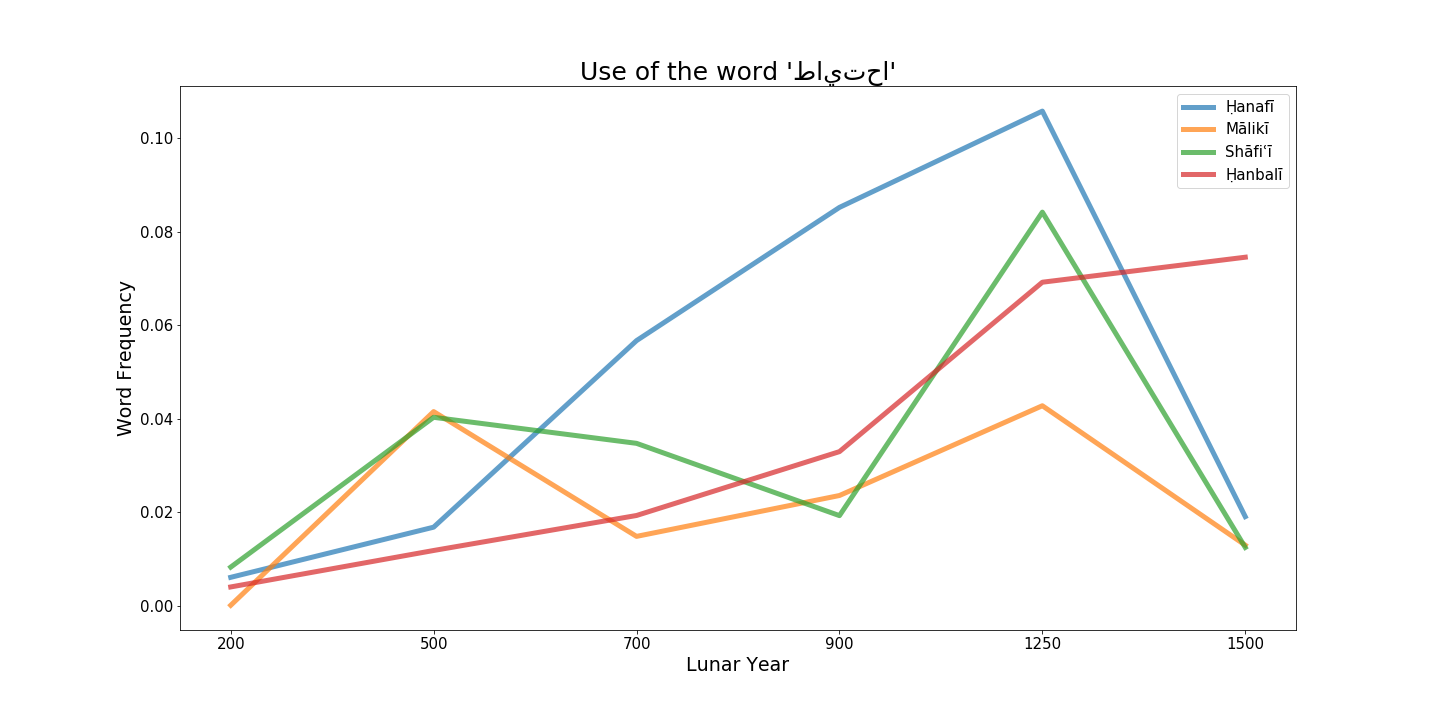 Use of the word 'احتياط'
Ḥanafī
Mālikī
Shāfiʿī
Ḥanbalī
Word Frequency
0.10
0.08
0.06
0.04
0.02
0.00
200 500 700 900 1250 1500
Lunar Year